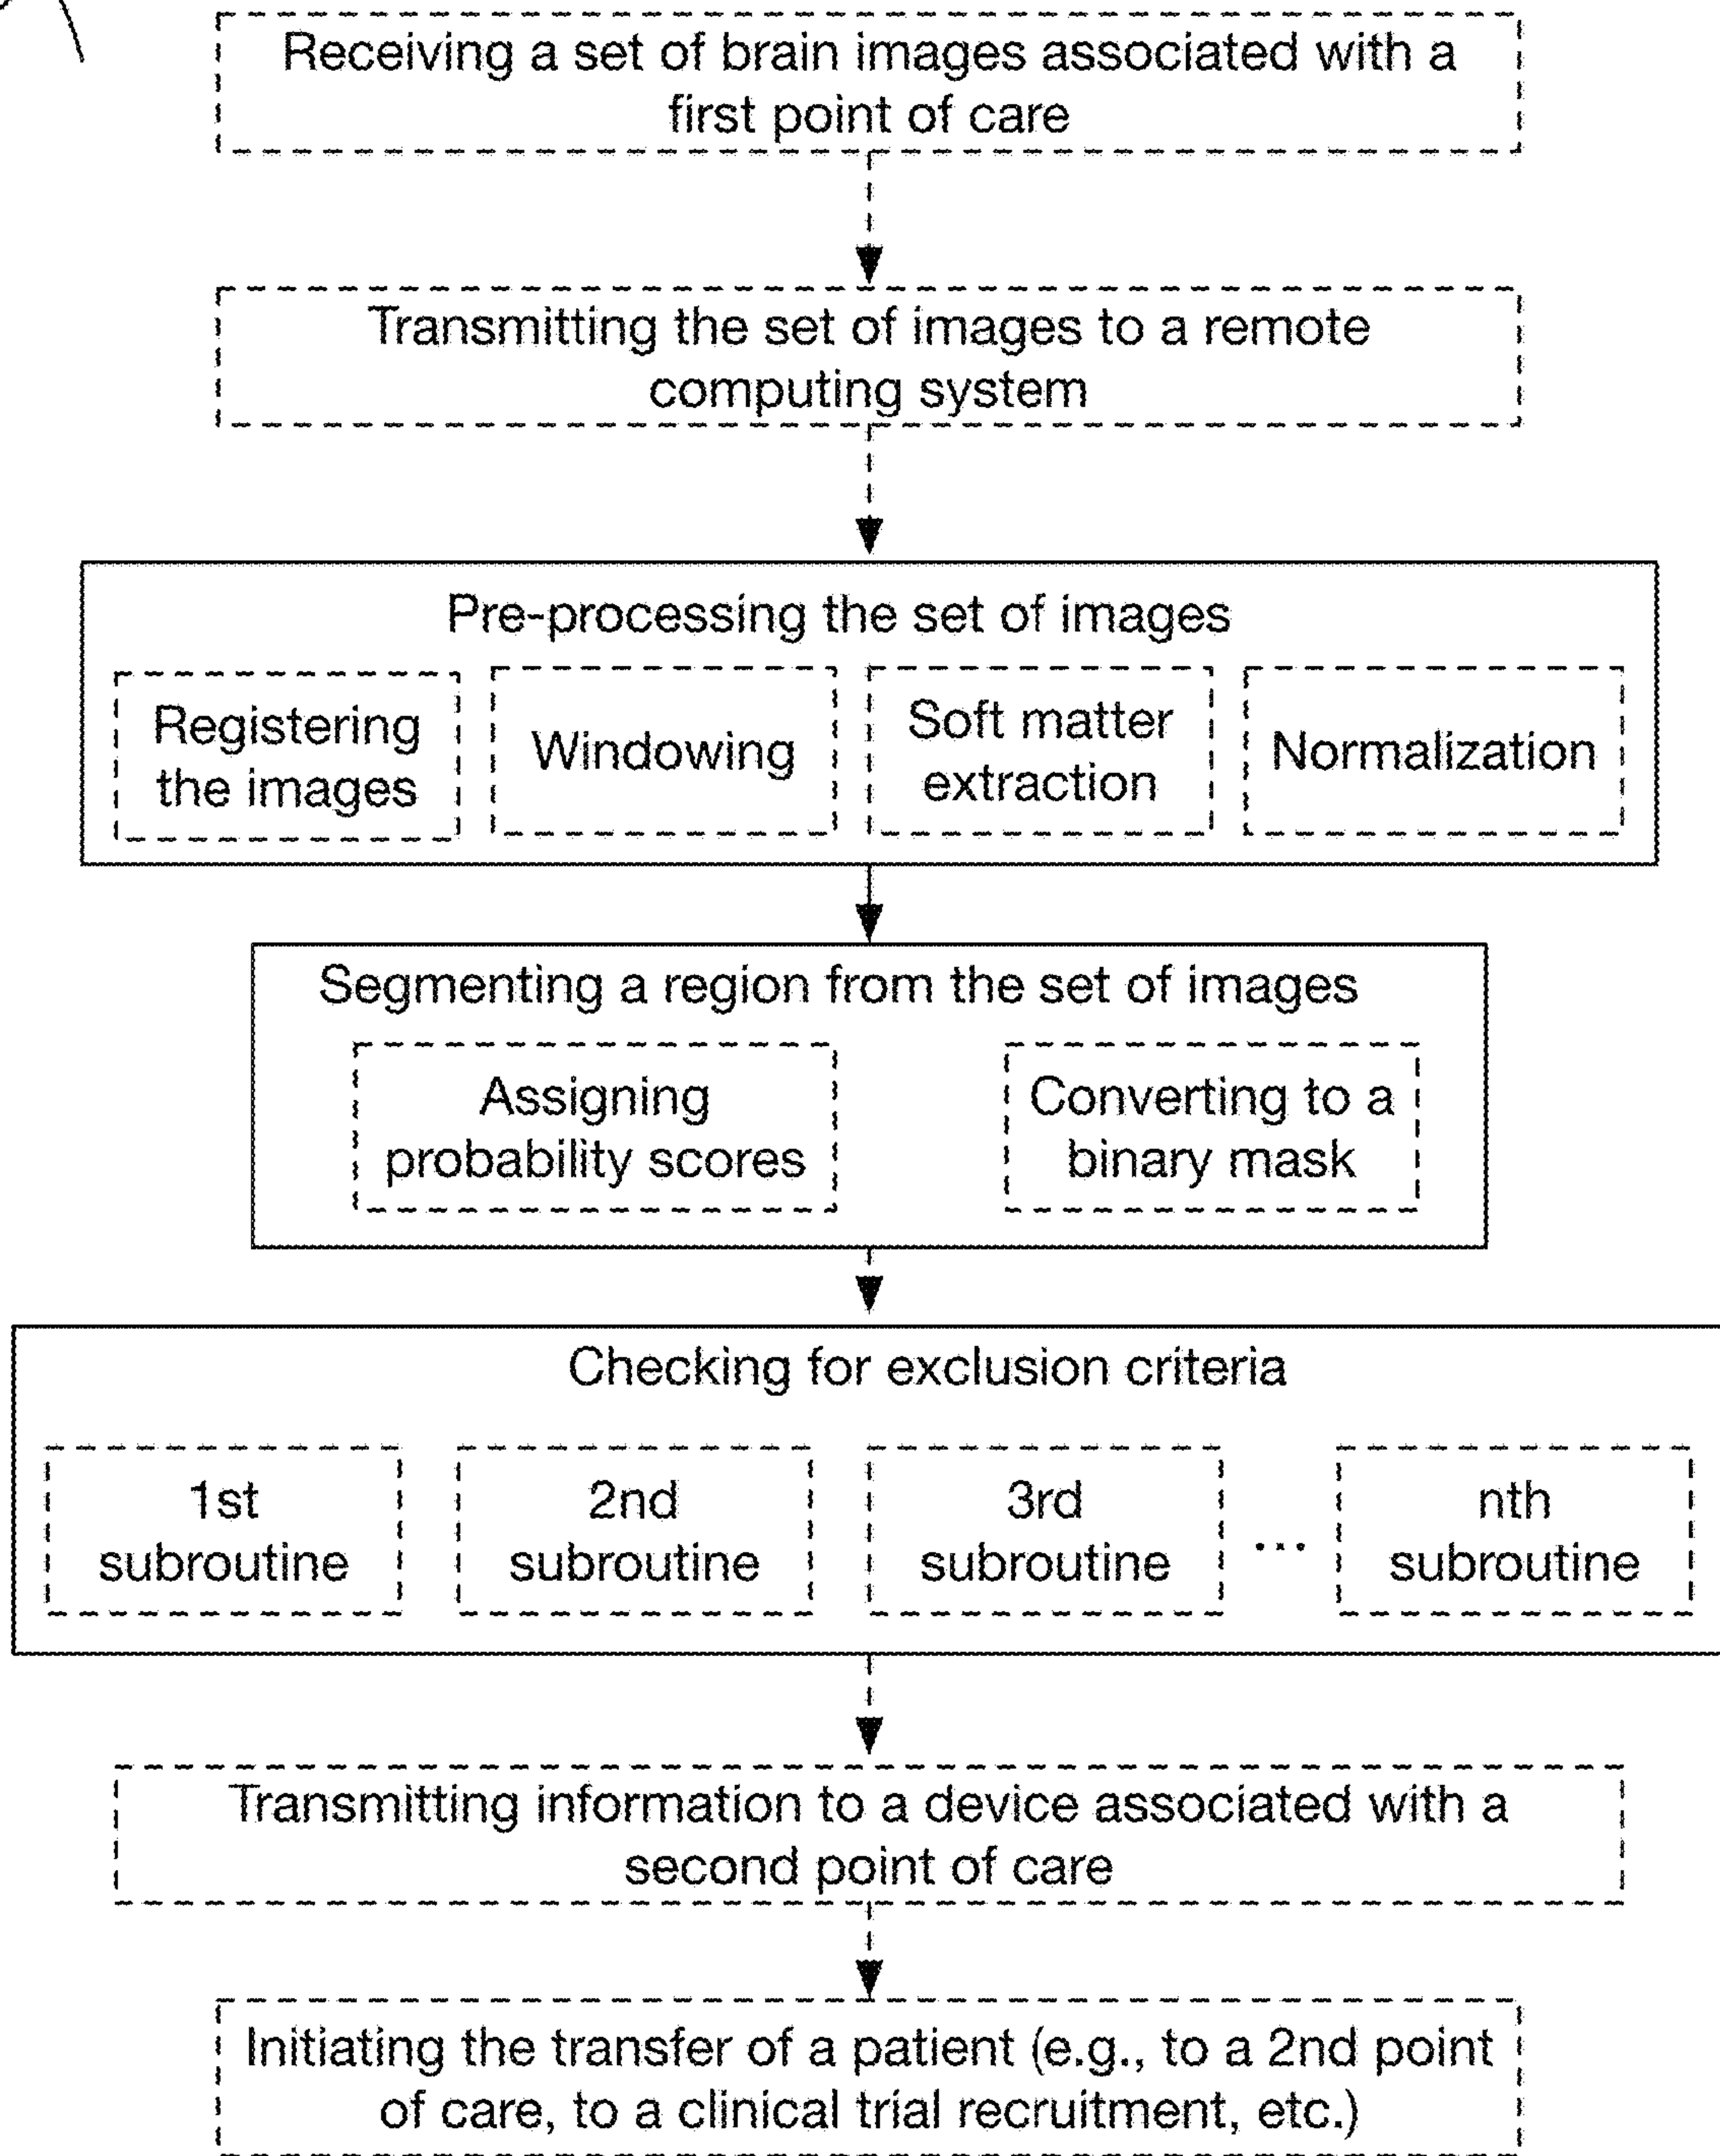 Receiving a set of brain images associated with a
first point of care
Transmitting the set of images to a remote
computing system
Pre-processing the set of images
Registering
the images
Windowing
Soft matter
extraction
Normalization
Segmenting a region from the set of images
Assigning
probability scores
Converting to a
binary mask
Checking for exclusion criteria
1st
subroutine
2nd
subroutine
3rd
subroutine
...
nth
subroutine
Transmitting information to a device associated with a
second point of care
Initiating the transfer of a patient (e.g., to a 2nd point
of care, to a clinical trial recruitment, etc.)